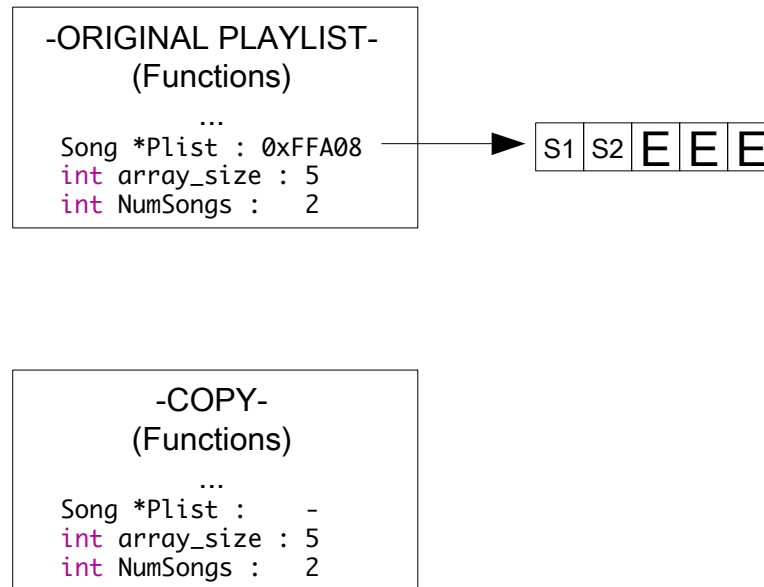 -ORIGINAL PLAYLIST-
(Functions)
...
Song *Plist : 0xFFA08
int array_size : 5
int NumSongs : 2
S1 S2 E E E
-COPY-
(Functions)
...
Song *Plist : -
int array_size : 5
int NumSongs : 2